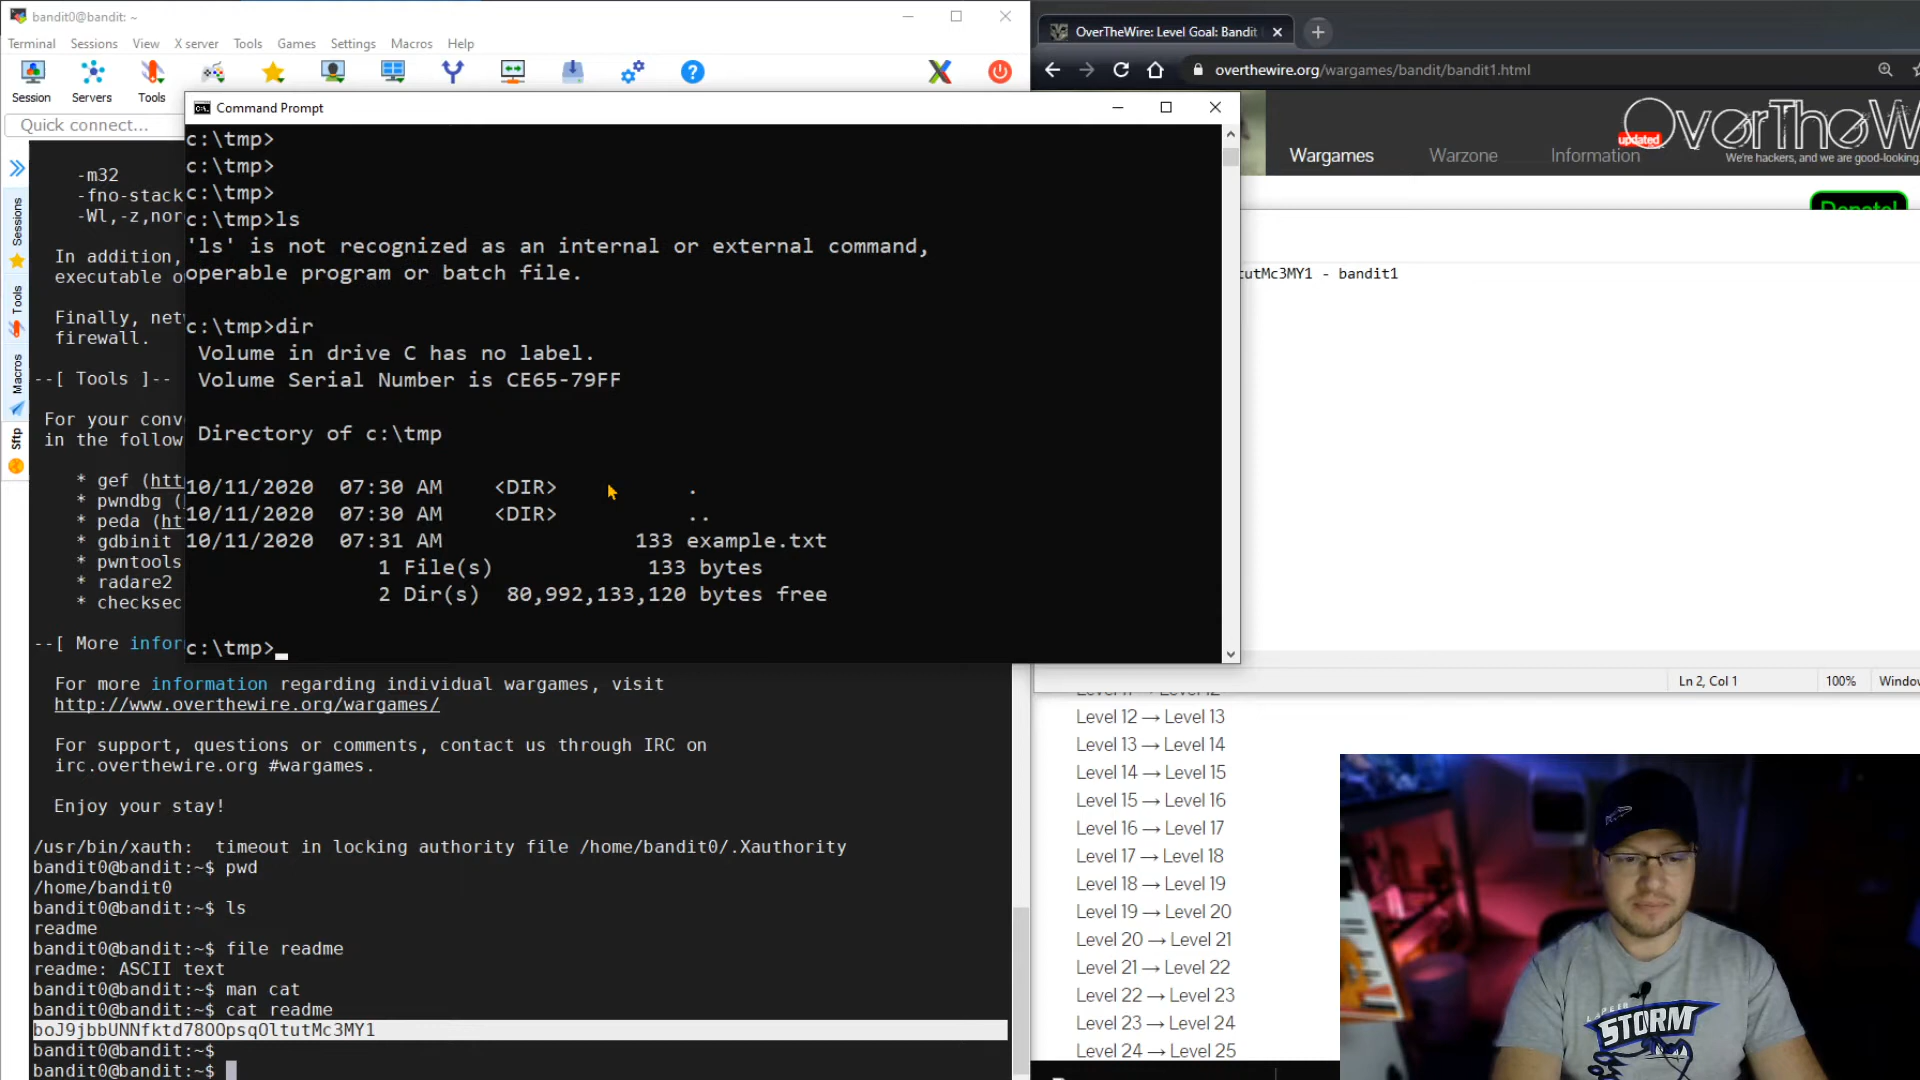 bandit0@bandit: ~
Terminal Sessions View X server Tools Games Settings Macros Help
Session Servers Tools
Quick connect...
Sessions
Tools
Macros
Sftp
-m32
-fno-stack
-Wl,-z,nor
In addition,
executable o
Finally, net
firewall.
--[ Tools ]--
For your conv
in the follow
* gef (htt
* pwndbg (
* peda (ht
* gdbinit
* pwntools
* radare2
* checksec
--[ More infor
For more information regarding individual wargames, visit
http://www.overthewire.org/wargames/
For support, questions or comments, contact us through IRC on
irc.overthewire.org #wargames.
Enjoy your stay!
/usr/bin/xauth:  timeout in locking authority file /home/bandit0/.Xauthority
bandit0@bandit:~$ pwd
/home/bandit0
bandit0@bandit:~$ ls
readme
bandit0@bandit:~$ file readme
readme: ASCII text
bandit0@bandit:~$ man cat
bandit0@bandit:~$ cat readme
boJ9jbbUNNfktd78OOpsqOltutMc3MY1
bandit0@bandit:~$
bandit0@bandit:~$
Command Prompt
c:\tmp>
c:\tmp>
c:\tmp>
c:\tmp>ls
'ls' is not recognized as an internal or external command,
operable program or batch file.
c:\tmp>dir
Volume in drive C has no label.
Volume Serial Number is CE65-79FF
Directory of c:\tmp
10/11/2020  07:30 AM    <DIR>          .
10/11/2020  07:30 AM    <DIR>          ..
10/11/2020  07:31 AM               133 example.txt
1 File(s)            133 bytes
2 Dir(s)  80,992,133,120 bytes free
c:\tmp>
OverTheWire: Level Goal: Bandit
overthewire.org/wargames/bandit/bandit1.html
OverTheW
updated
We're hackers, and we are good-looking.
Wargames Warzone Information
Donate!
tutMc3MY1 - bandit1
Ln 2, Col 1 100% Window
Level 12 → Level 13
Level 13 → Level 14
Level 14 → Level 15
Level 15 → Level 16
Level 16 → Level 17
Level 17 → Level 18
Level 18 → Level 19
Level 19 → Level 20
Level 20 → Level 21
Level 21 → Level 22
Level 22 → Level 23
Level 23 → Level 24
Level 24 → Level 25
STORM